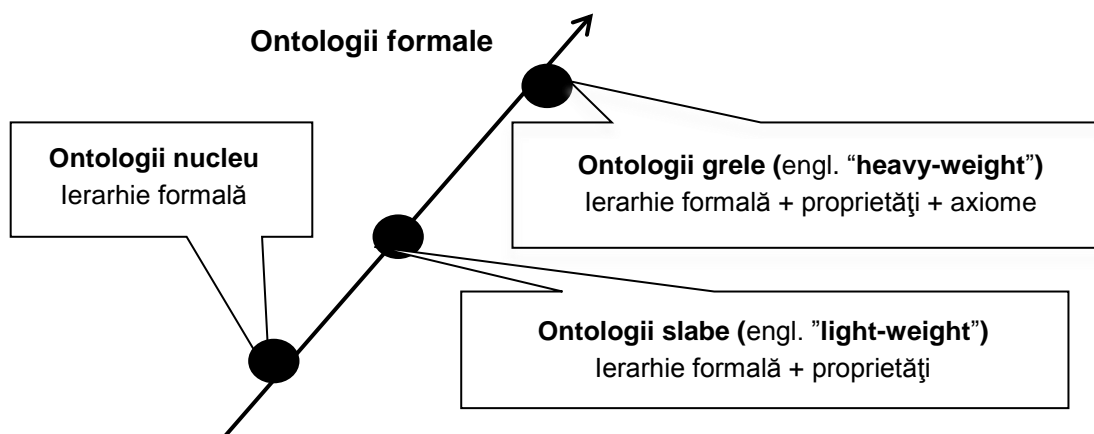 Ontologii formale
Ontologii nucleu
Ierarhie formală
Ontologii grele (engl. “heavy-weight”)
Ierarhie formală + proprietăţi + axiome
Ontologii slabe (engl. ”light-weight”)
Ierarhie formală + proprietăţi